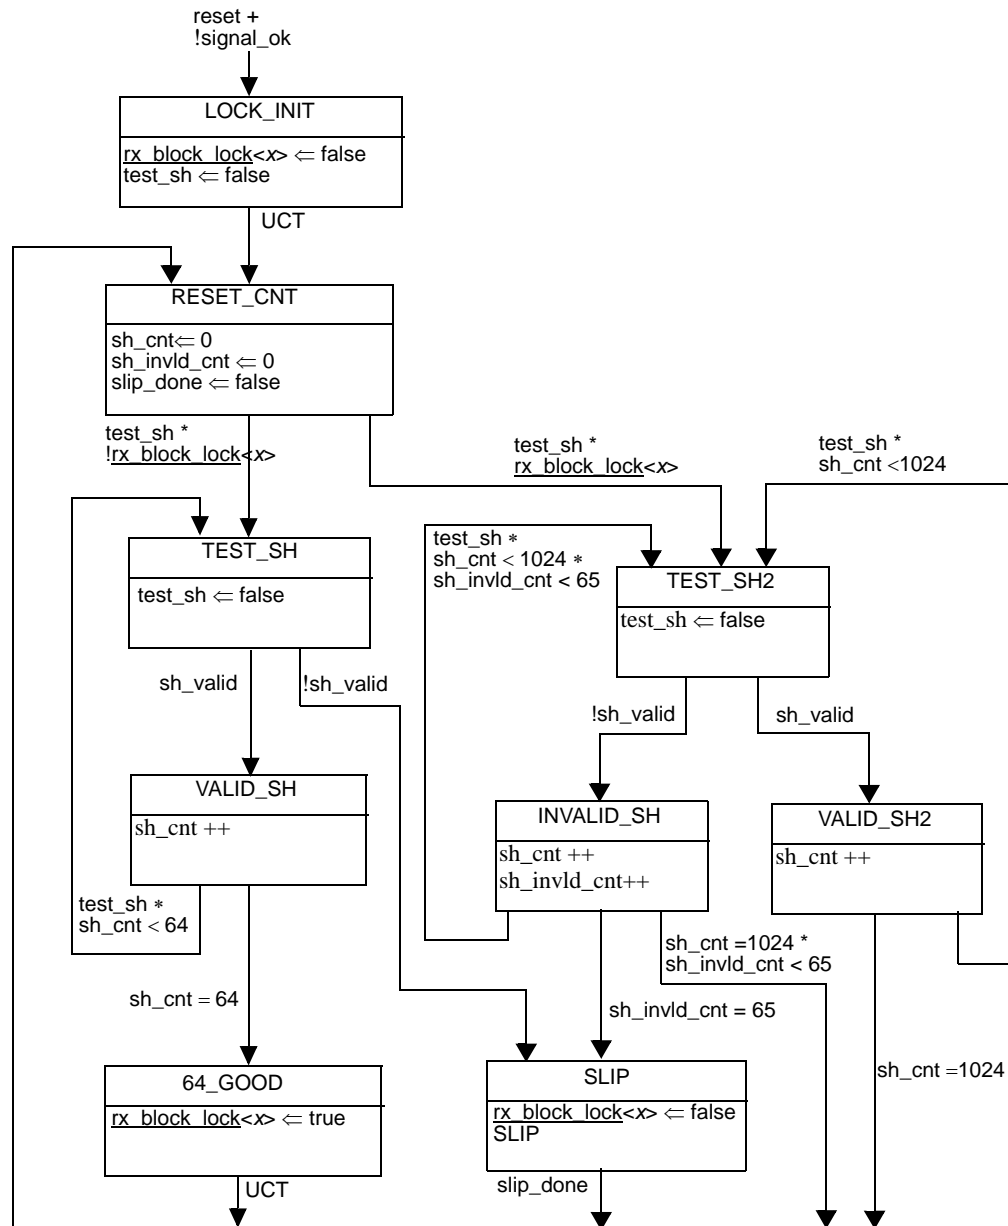 reset +
!signal_ok
LOCK_INIT
rx_block_lock<x> ⇐ false
test_sh ⇐ false
UCT
RESET_CNT
sh_cnt⇐ 0
sh_invld_cnt ⇐ 0
slip_done ⇐ false
test_sh *
!rx_block_lock<x>
test_sh *
rx_block_lock<x>
test_sh *
sh_cnt <1024
TEST_SH
test_sh ⇐ false
test_sh *
sh_cnt < 1024 *
sh_invld_cnt < 65
TEST_SH2
test_sh ⇐ false
sh_valid
!sh_valid
!sh_valid
sh_valid
VALID_SH
sh_cnt ++
INVALID_SH
sh_cnt ++
sh_invld_cnt++
VALID_SH2
sh_cnt ++
test_sh *
sh_cnt < 64
sh_cnt =1024 *
sh_invld_cnt < 65
sh_cnt = 64
sh_invld_cnt = 65
sh_cnt =1024
64_GOOD
rx_block_lock<x> ⇐ true
SLIP
rx_block_lock<x> ⇐ false
SLIP
UCT
slip_done